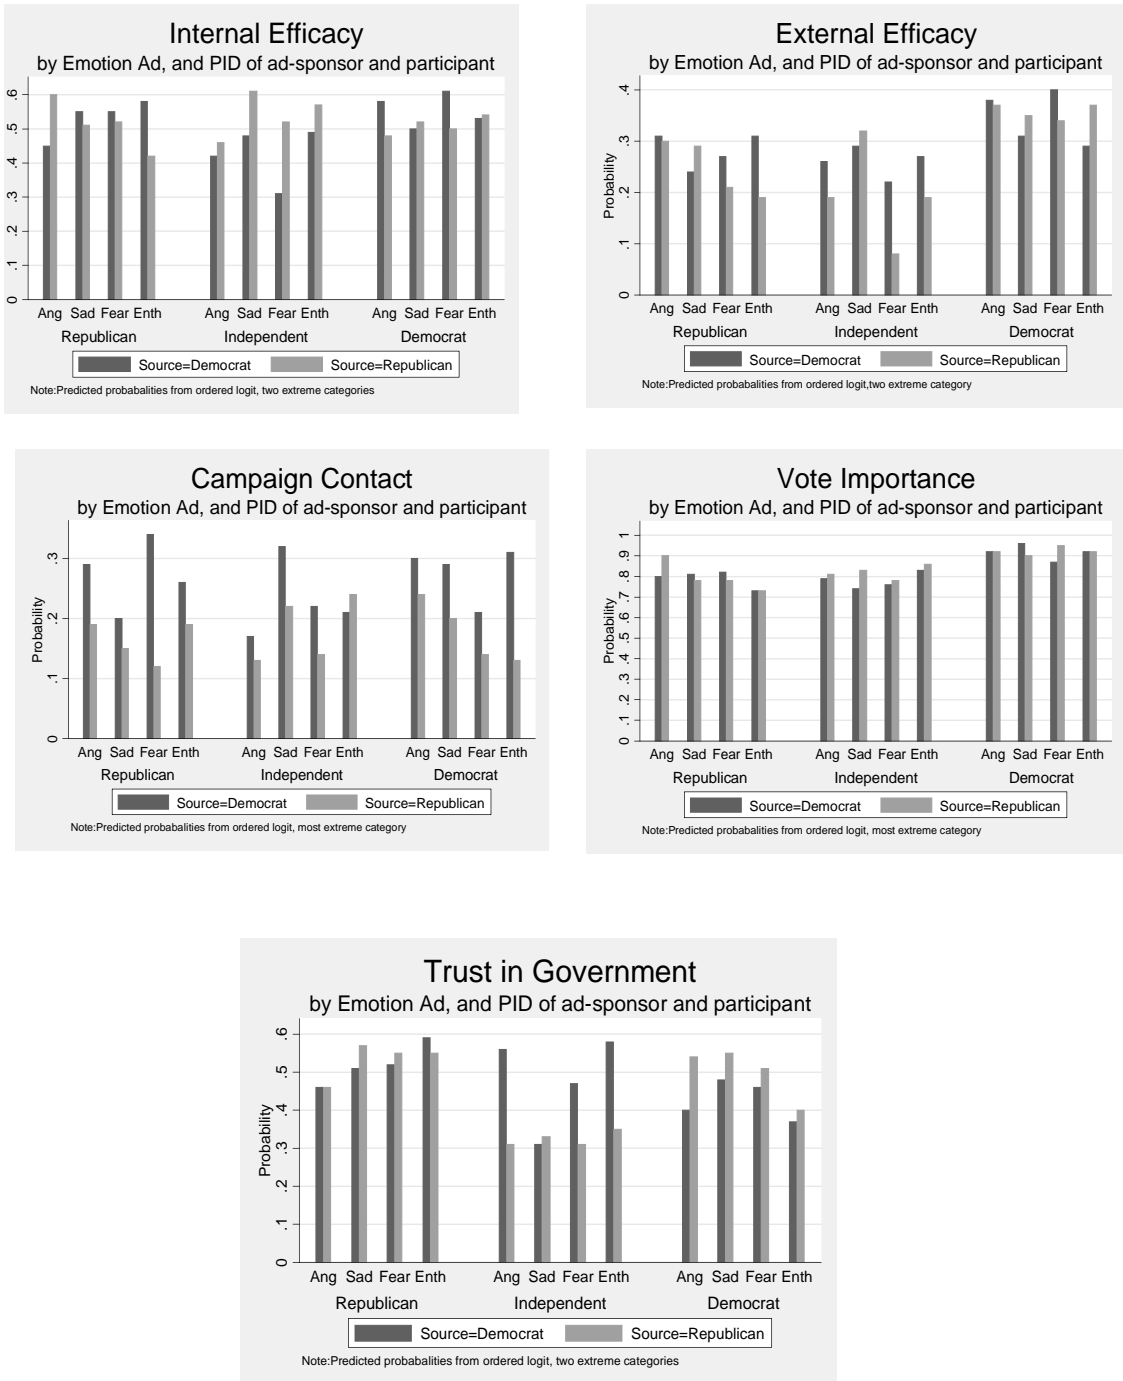 Internal Efficacy
by Emotion Ad, and PID of ad-sponsor and participant
.6
.5
.4
.3
.2
.1
0
Ang Sad Fear Enth Ang Sad Fear Enth Ang Sad Fear Enth
Republican Independent Democrat
Source=Democrat Source=Republican
Note:Predicted probabalities from ordered logit, two extreme categories
External Efficacy
by Emotion Ad, and PID of ad-sponsor and participant
Probability
.4
.3
.2
.1
0
Ang Sad Fear Enth Ang Sad Fear Enth Ang Sad Fear Enth
Republican Independent Democrat
Source=Democrat Source=Republican
Note:Predicted probabalities from ordered logit,two extreme category
Campaign Contact
by Emotion Ad, and PID of ad-sponsor and participant
Probability
.3
.2
.1
0
Ang Sad Fear Enth Ang Sad Fear Enth Ang Sad Fear Enth
Republican Independent Democrat
Source=Democrat Source=Republican
Note:Predicted probabalities from ordered logit, most extreme category
Vote Importance
by Emotion Ad, and PID of ad-sponsor and participant
Probability
1
.9
.8
.7
.6
.5
.4
.3
.2
.1
0
Ang Sad Fear Enth Ang Sad Fear Enth Ang Sad Fear Enth
Republican Independent Democrat
Source=Democrat Source=Republican
Note:Predicted probabalities from ordered logit, most extreme category
Trust in Government
by Emotion Ad, and PID of ad-sponsor and participant
Probability
.6
.5
.4
.3
.2
.1
0
Ang Sad Fear Enth Ang Sad Fear Enth Ang Sad Fear Enth
Republican Independent Democrat
Source=Democrat Source=Republican
Note:Predicted probabalities from ordered logit, two extreme categories